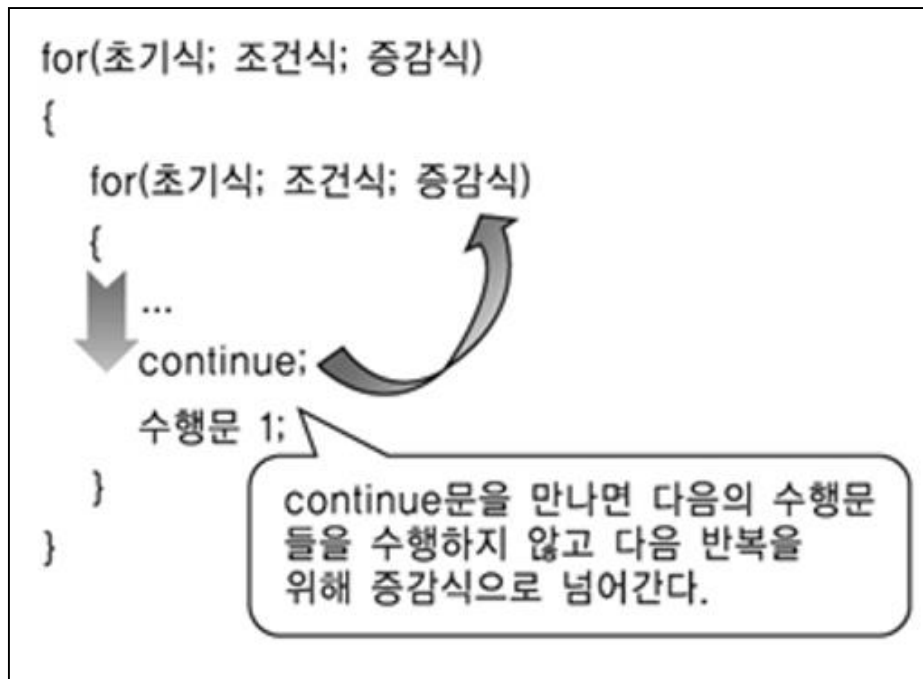 for(초기식; 조건식; 증감식)
{
for(초기식; 조건식; 증감식)
{
...
continue;
수행문 1;
}
}
continue문을 만나면 다음의 수행문
들을 수행하지 않고 다음 반복을
위해 증감식으로 넘어간다.